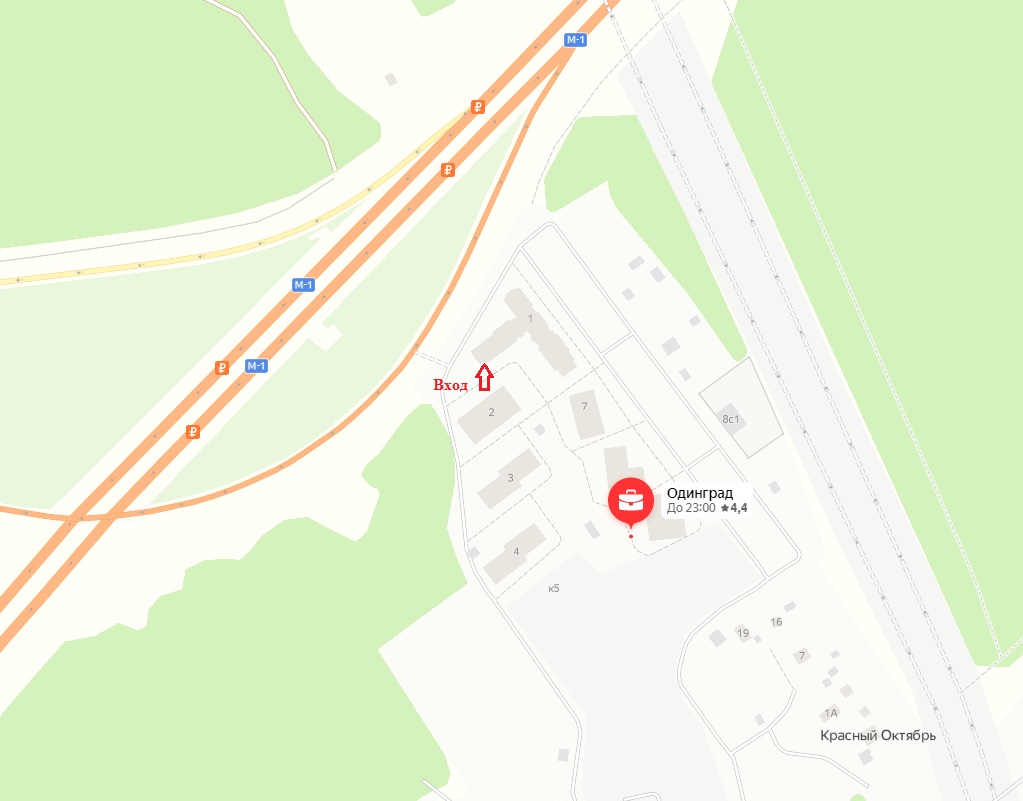 М-1
₽
₽
М-1
1
₽
М-1
Вход
7
2
8с1
₽
3
Одинград
До 23:00 ★4,4
4
к5
16
19
7
1А
Красный Октябрь